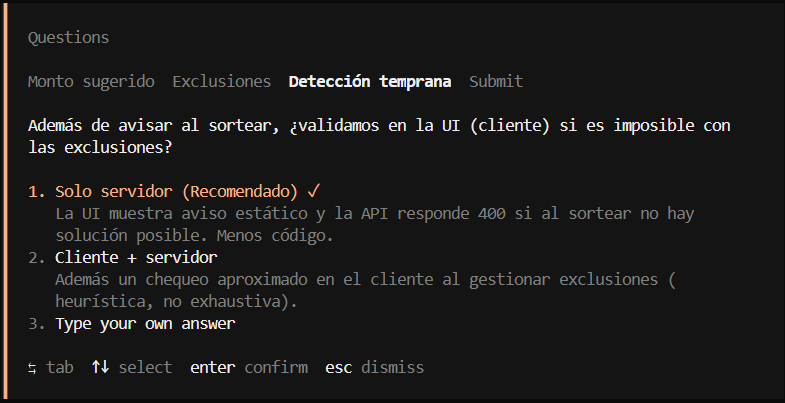 Questions
Monto sugerido  Exclusiones  Detección temprana  Submit
Además de avisar al sortear, ¿validamos en la UI (cliente) si es imposible con
las exclusiones?
1. Solo servidor (Recomendado) ✓
La UI muestra aviso estático y la API responde 400 si al sortear no hay
solución posible. Menos código.
2. Cliente + servidor
Además un chequeo aproximado en el cliente al gestionar exclusiones (
heurística, no exhaustiva).
3. Type your own answer
⇆ tab  ↑↓ select  enter confirm  esc dismiss